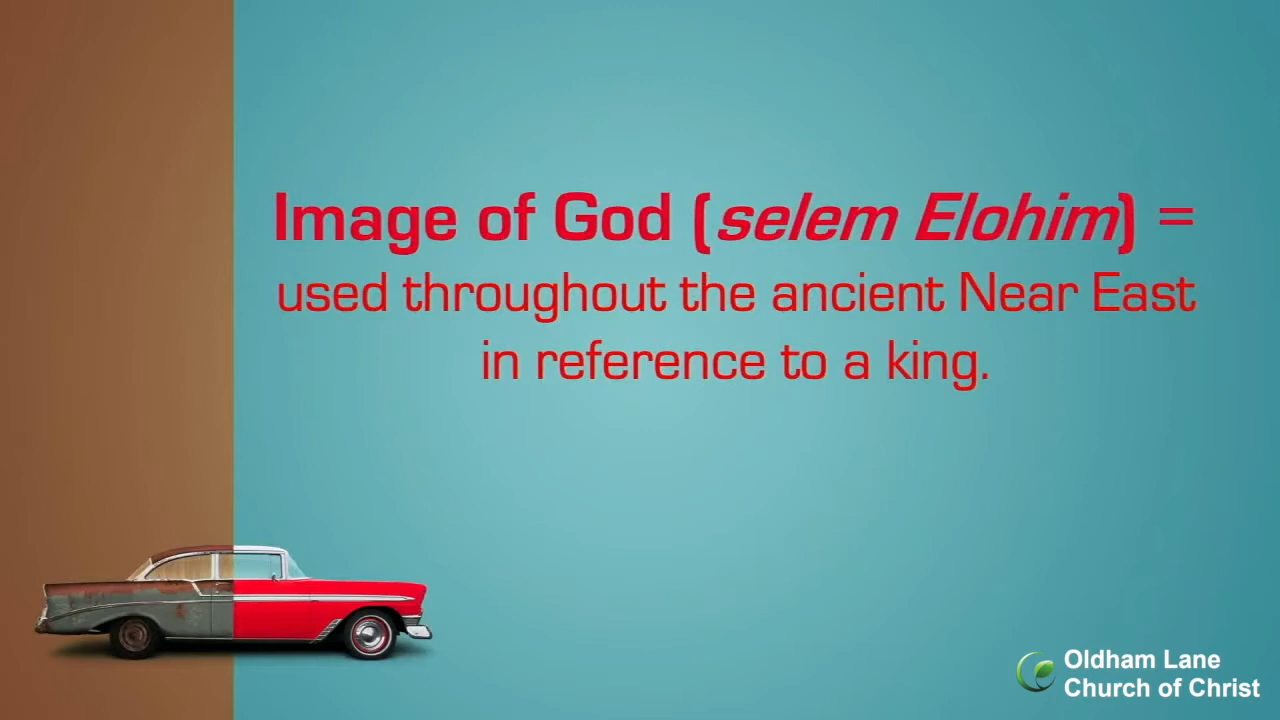 Image of God (selem Elohim) =
used throughout the ancient Near East
in reference to a king.
Oldham Lane
Church of Christ